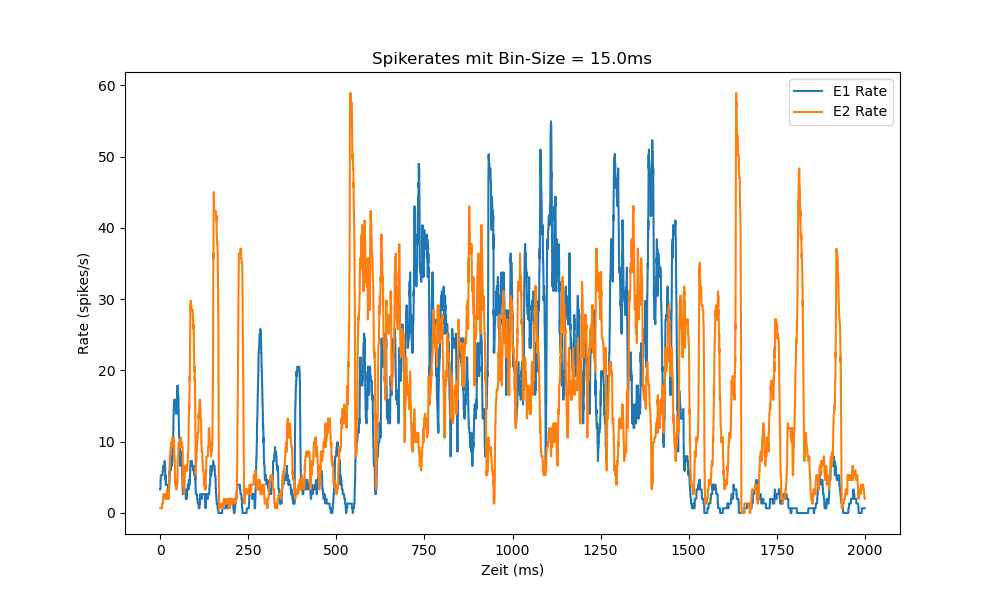 Spikerates mit Bin-Size = 15.0ms
E1 Rate
E2 Rate
60
50
40
30
20
10
0
Rate (spikes/s)
0 250 500 750 1000 1250 1500 1750 2000
Zeit (ms)